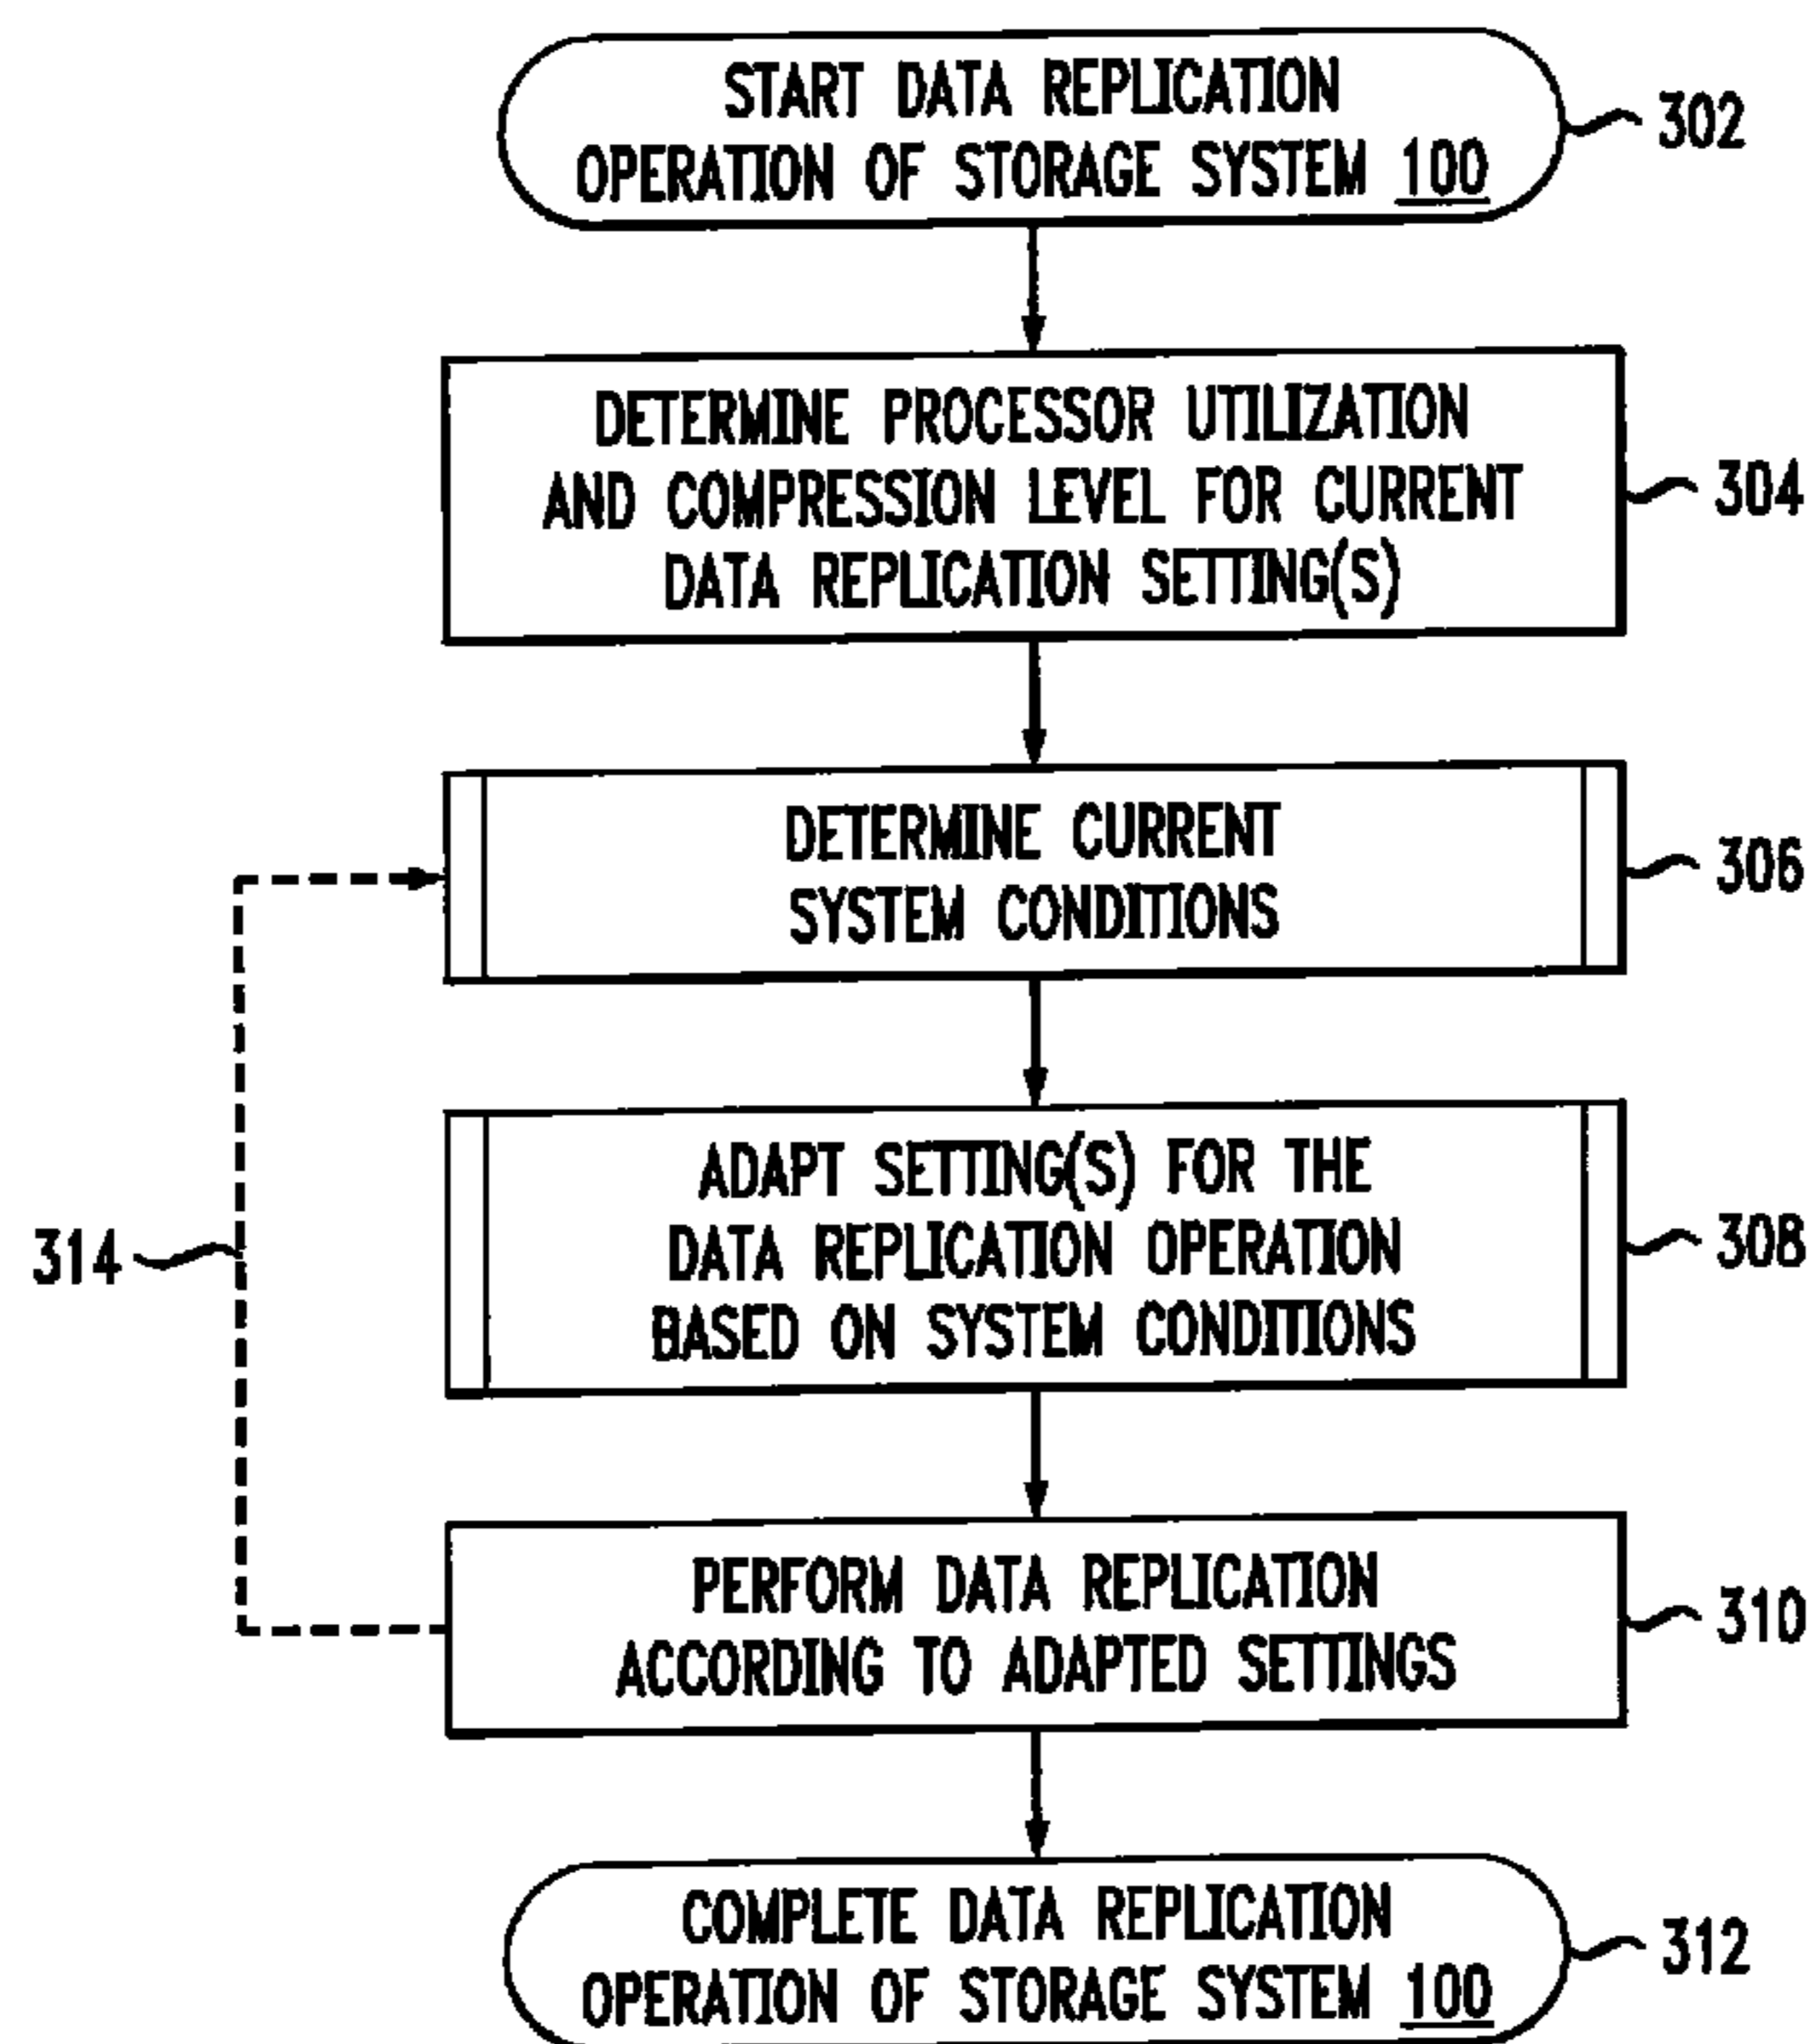 START DATA REPLICATION
OPERATION OF STORAGE SYSTEM 100
302
DETERMINE PROCESSOR UTILIZATION
AND COMPRESSION LEVEL FOR CURRENT
DATA REPLICATION SETTING(S)
304
DETERMINE CURRENT
SYSTEM CONDITIONS
306
ADAPT SETTING(S) FOR THE
DATA REPLICATION OPERATION
BASED ON SYSTEM CONDITIONS
308
314
PERFORM DATA REPLICATION
ACCORDING TO ADAPTED SETTINGS
310
COMPLETE DATA REPLICATION
OPERATION OF STORAGE SYSTEM 100
312